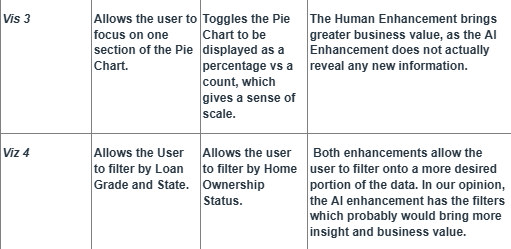 Vis 3
Allows the user to
focus on one
section of the Pie
Chart.
Toggles the Pie
Chart to be
displayed as a
percentage vs a
count, which
gives a sense of
scale.
The Human Enhancement brings
greater business value, as the AI
Enhancement does not actually
reveal any new information.
Viz 4
Allows the User
to filter by Loan
Grade and State.
Allows the user
to filter by Home
Ownership
Status.
Both enhancements allow the
user to filter onto a more desired
portion of the data. In our opinion,
the AI enhancement has the filters
which probably would bring more
insight and business value.